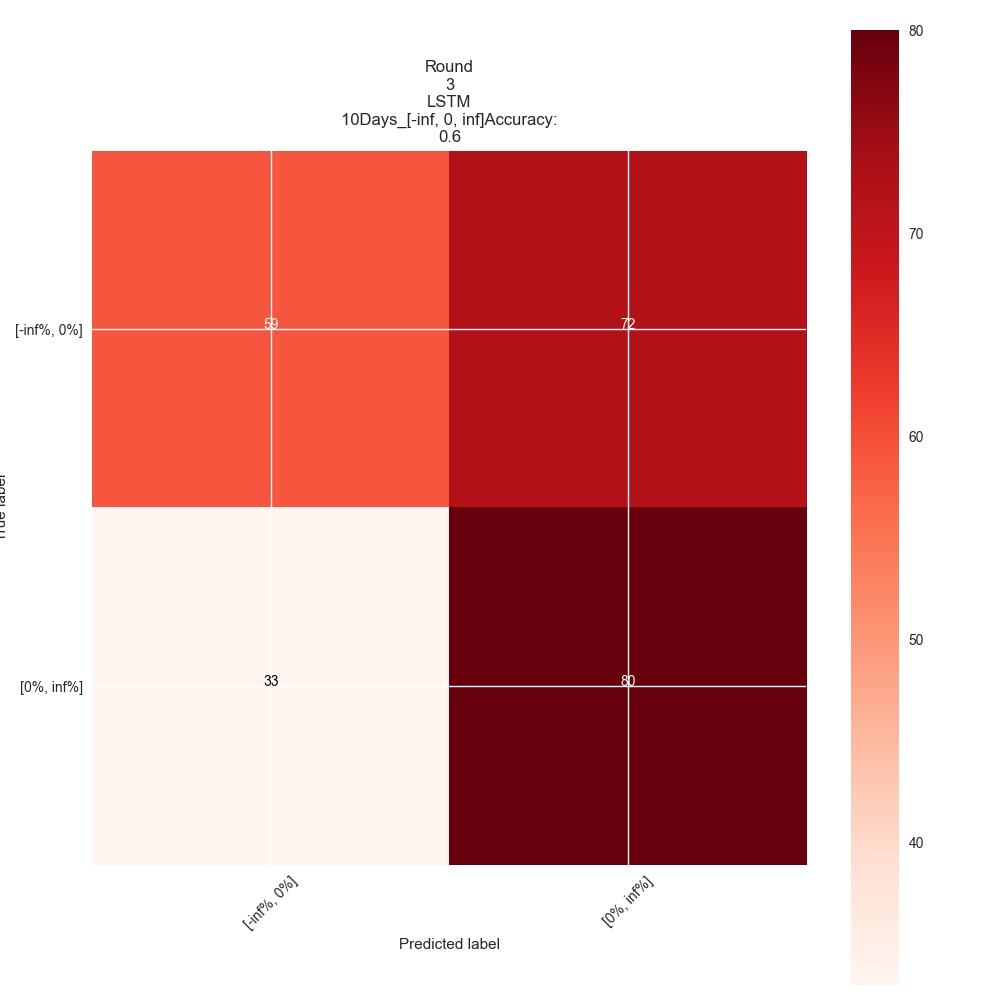 Round
3
LSTM
10Days_[-inf, 0, inf]Accuracy:
0.6
80
70
60
50
40
[-inf%, 0%]
59
72
[0%, inf%]
33
80
[-inf%, 0%]
[0%, inf%]
Predicted label